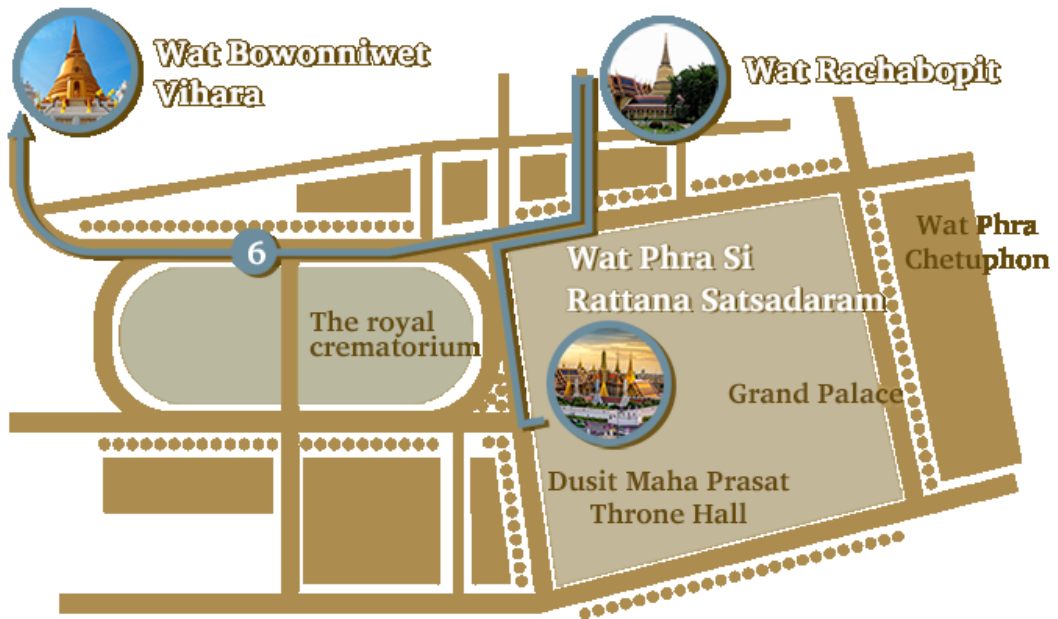 Wat Bowonniwet
Vihara
Wat Rachabopit
Wat Phra
Chetuphon
6
Wat Phra Si
Rattana Satsadaram
The royal
crematorium
Grand Palace
Dusit Maha Prasat
Throne Hall